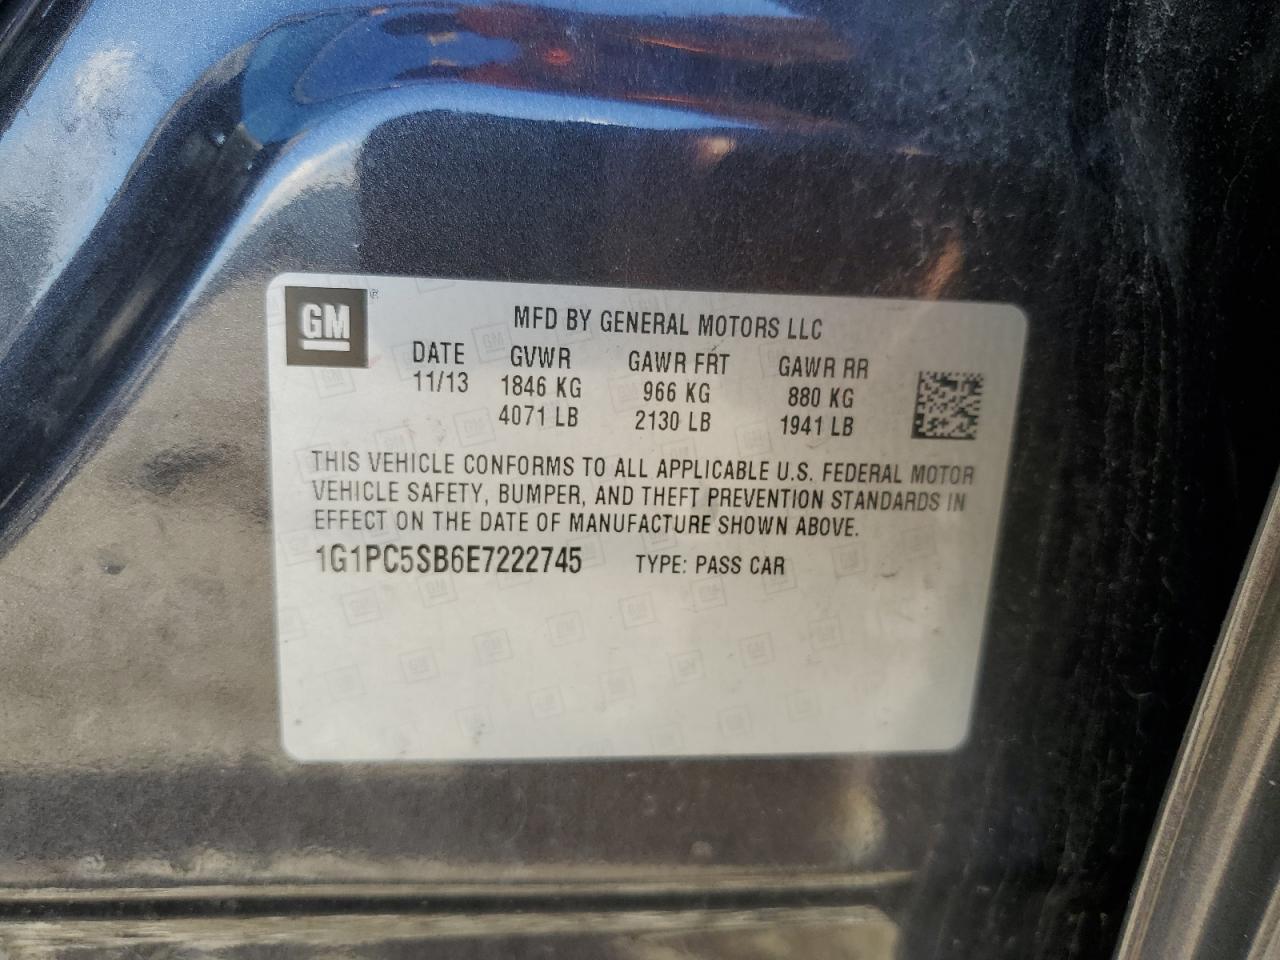 GM
MFD BY GENERAL MOTORS LLC
DATE GVWR GAWR FRT GAWR RR
11/13 1846 KG 966 KG 880 KG
4071 LB 2130 LB 1941 LB
THIS VEHICLE CONFORMS TO ALL APPLICABLE U.S. FEDERAL MOTOR
VEHICLE SAFETY, BUMPER, AND THEFT PREVENTION STANDARDS IN
EFFECT ON THE DATE OF MANUFACTURE SHOWN ABOVE.
1G1PC5SB6E7222745 TYPE: PASS CAR